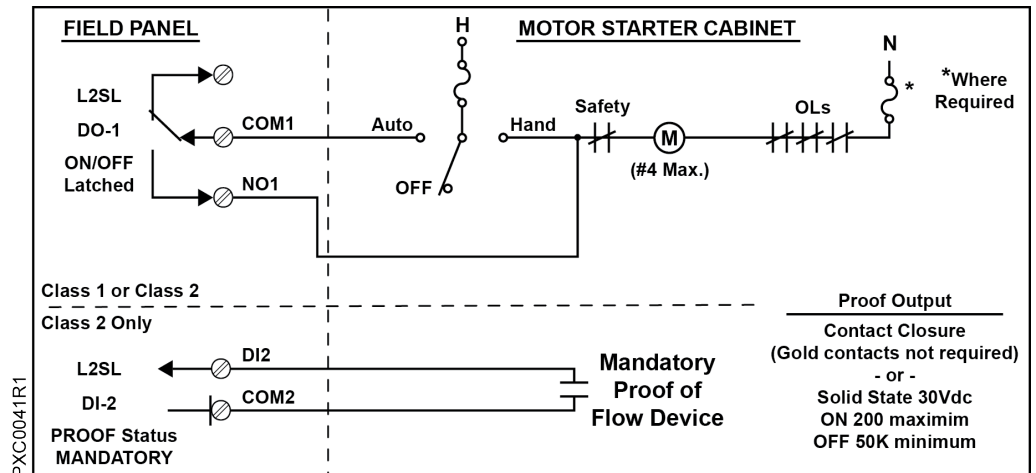 FIELD PANEL
MOTOR STARTER CABINET
H
N
*
*Where
Required
L2SL
DO-1
ON/OFF
Latched
COM1
NO1
Auto
Hand
OFF
Safety
M
(#4 Max.)
OLs
Class 1 or Class 2
Class 2 Only
L2SL
DI-2
PROOF Status
MANDATORY
DI2
COM2
Mandatory
Proof of
Flow Device
Proof Output
Contact Closure
(Gold contacts not required)
- or -
Solid State 30Vdc
ON 200 maximim
OFF 50K minimum
PXC0041R1